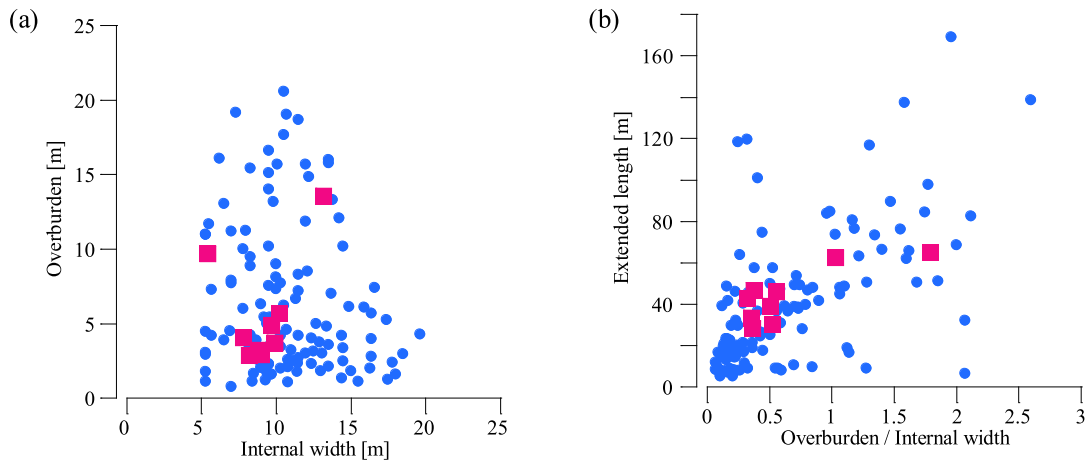 (a)
25
20
15
10
5
0
Overburden [m]
0 5 10 15 20 25
Internal width [m]
(b)
160
120
80
40
0
Extended length [m]
0 0.5 1 1.5 2 2.5 3
Overburden / Internal width